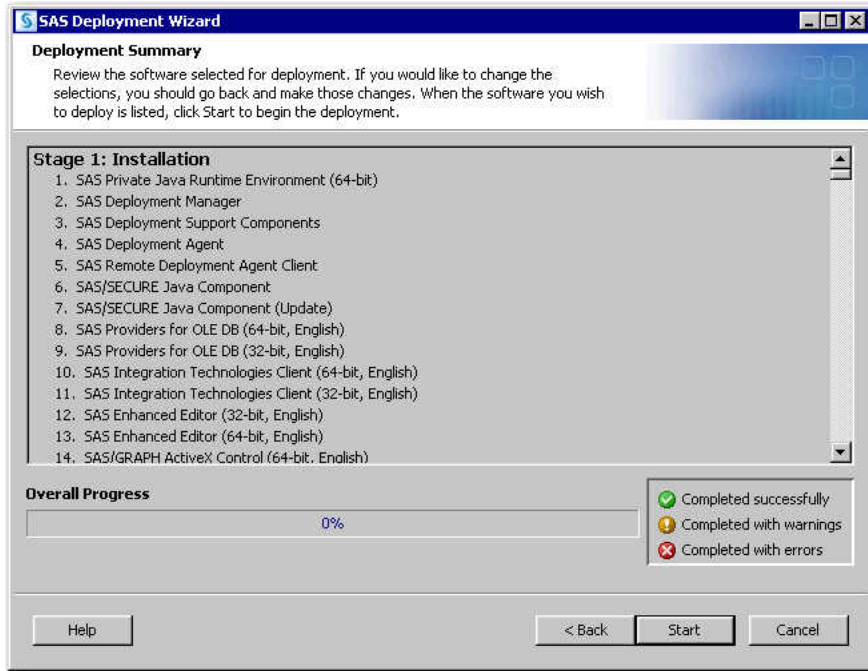 SAS Deployment Wizard
Deployment Summary
Review the software selected for deployment. If you would like to change the
selections, you should go back and make those changes. When the software you wish
to deploy is listed, click Start to begin the deployment.
Stage 1: Installation
1. SAS Private Java Runtime Environment (64-bit)
2. SAS Deployment Manager
3. SAS Deployment Support Components
4. SAS Deployment Agent
5. SAS Remote Deployment Agent Client
6. SAS/SECURE Java Component
7. SAS/SECURE Java Component (Update)
8. SAS Providers for OLE DB (64-bit, English)
9. SAS Providers for OLE DB (32-bit, English)
10. SAS Integration Technologies Client (64-bit, English)
11. SAS Integration Technologies Client (32-bit, English)
12. SAS Enhanced Editor (32-bit, English)
13. SAS Enhanced Editor (64-bit, English)
14. SAS/GRAPH ActiveX Control (64-bit, English)
Overall Progress
0%
Completed successfully
Completed with warnings
Completed with errors
Help
< Back
Start
Cancel